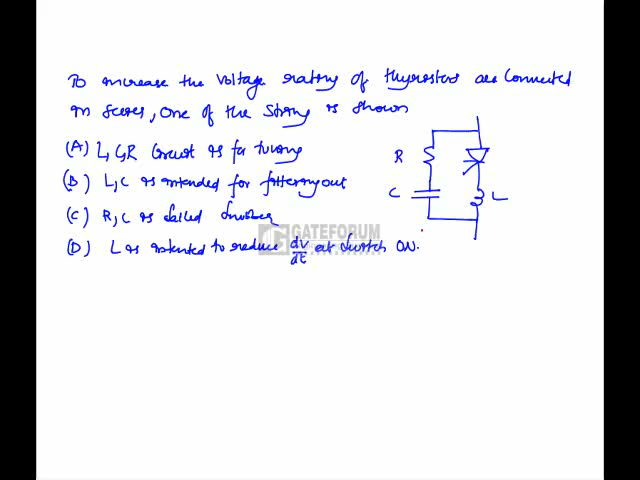 To increase the voltage rating of thyristors are connected
in series, one of the string is shown
(A) L, C, R Circuit is for tuning
R
(B) L, C is intended for filtering out
C
L
(C) R, C is called Snubber
GATEFORUM
(D) L is intended to reduce dv/dt at switch ON.